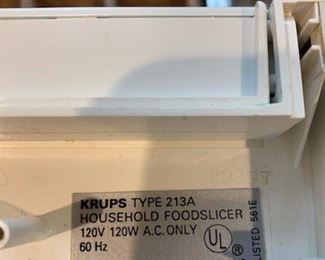 KRUPS TYPE 213A
HOUSEHOLD FOODSLICER
120V 120W A.C. ONLY
60 Hz
UL
LISTED 561E